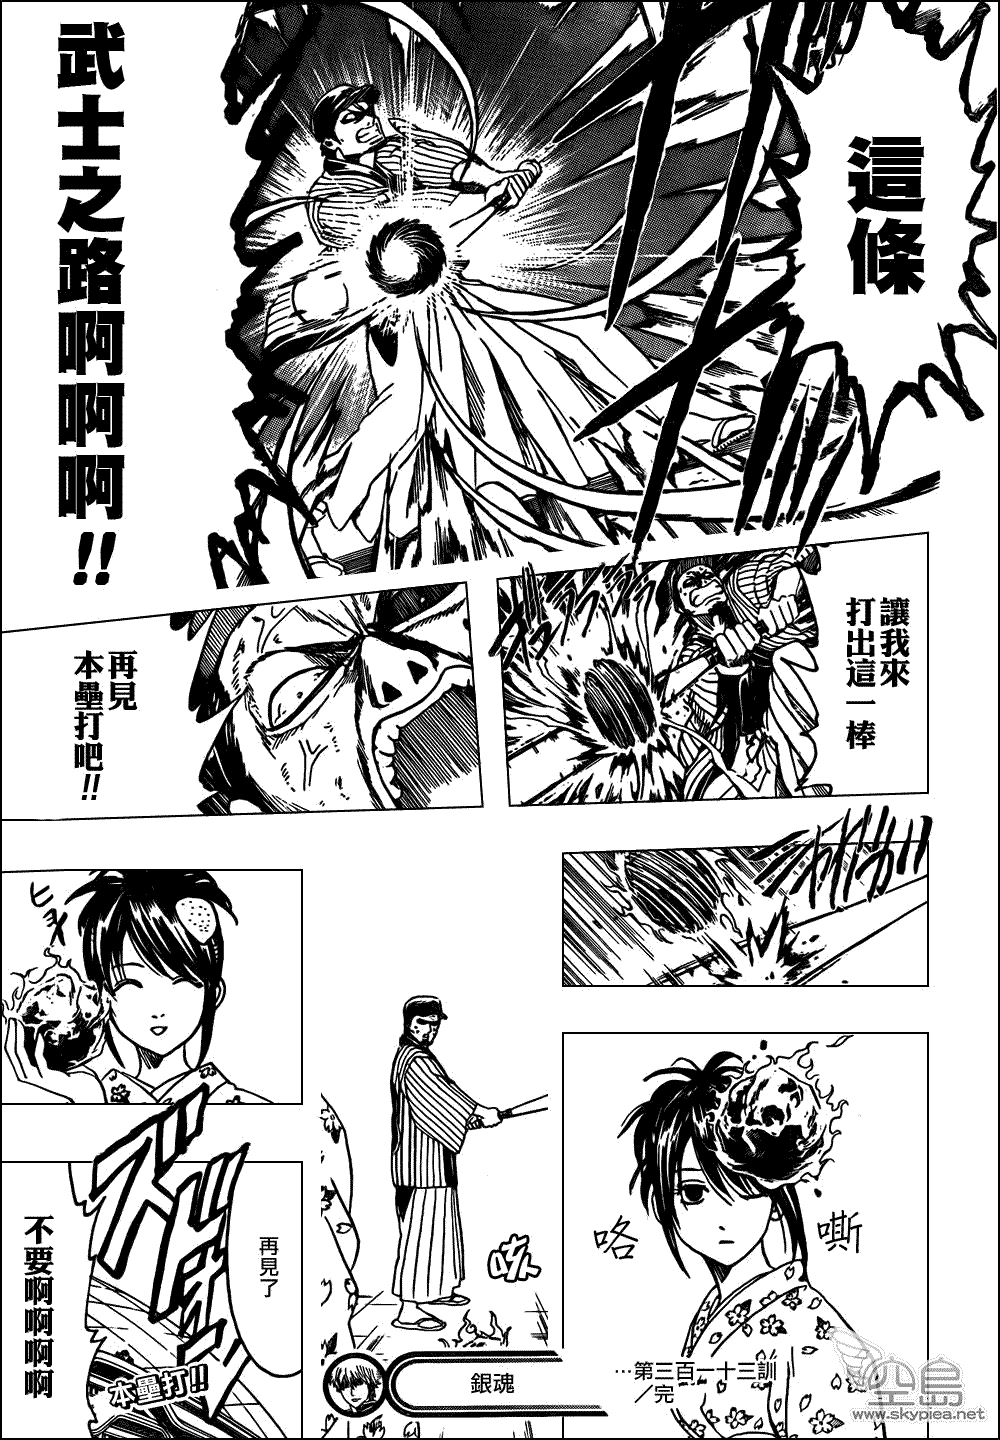 這條
武士之路啊啊啊!!
讓我來
打出這一棒
再見
本壘打吧!!
ヒョイ
嘶
咯
咳
再見了
本壘打!!
不要啊啊啊啊
銀魂
…第三百一十三訓
／完
空島
www.skypiea.net